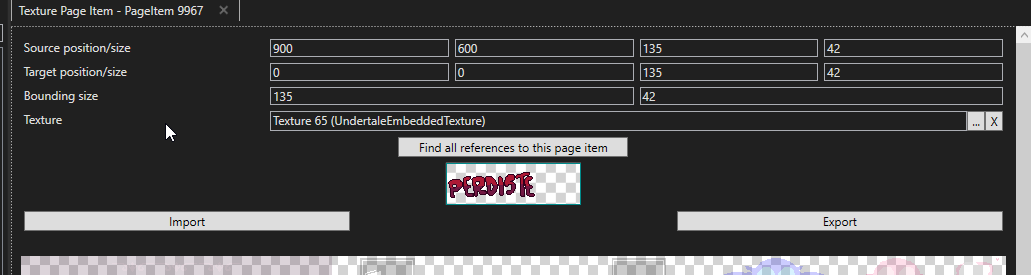 Texture Page Item - PageItem 9967 ×
Source position/size 900 600 135 42
Target position/size 0 0 135 42
Bounding size 135 42
Texture Texture 65 (UndertaleEmbeddedTexture) ... X
Find all references to this page item
PERDISTE
Import Export